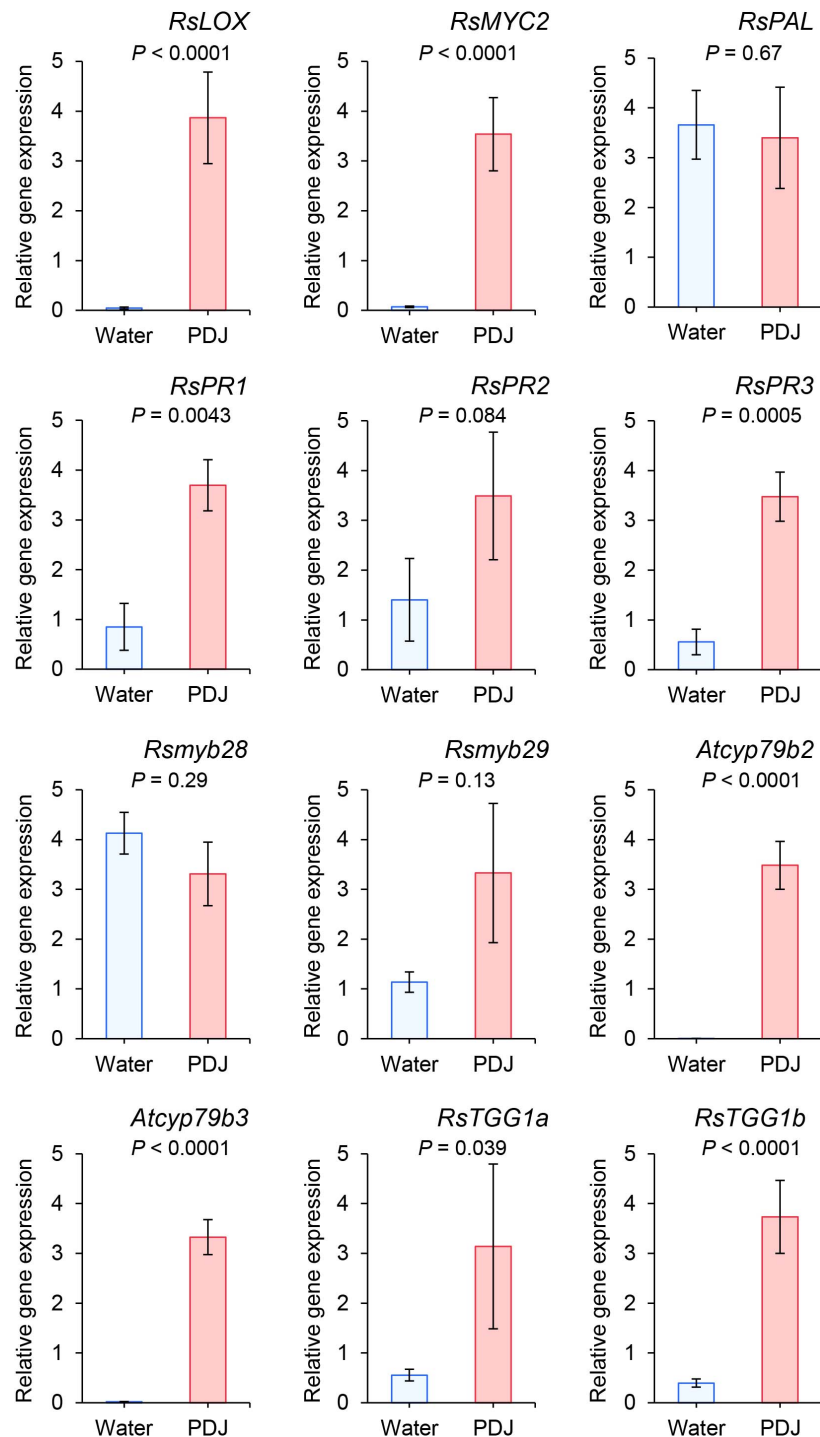 RsLOX
P < 0.0001
Relative gene expression
5
4
3
2
1
0
Water PDJ
RsMYC2
P < 0.0001
Relative gene expression
5
4
3
2
1
0
Water PDJ
RsPAL
P = 0.67
Relative gene expression
5
4
3
2
1
0
Water PDJ
RsPR1
P = 0.0043
Relative gene expression
5
4
3
2
1
0
Water PDJ
RsPR2
P = 0.084
Relative gene expression
5
4
3
2
1
0
Water PDJ
RsPR3
P = 0.0005
Relative gene expression
5
4
3
2
1
0
Water PDJ
Rsmyb28
P = 0.29
Relative gene expression
5
4
3
2
1
0
Water PDJ
Rsmyb29
P = 0.13
Relative gene expression
5
4
3
2
1
0
Water PDJ
Atcyp79b2
P < 0.0001
Relative gene expression
5
4
3
2
1
0
Water PDJ
Atcyp79b3
P < 0.0001
Relative gene expression
5
4
3
2
1
0
Water PDJ
RsTGG1a
P = 0.039
Relative gene expression
5
4
3
2
1
0
Water PDJ
RsTGG1b
P < 0.0001
Relative gene expression
5
4
3
2
1
0
Water PDJ